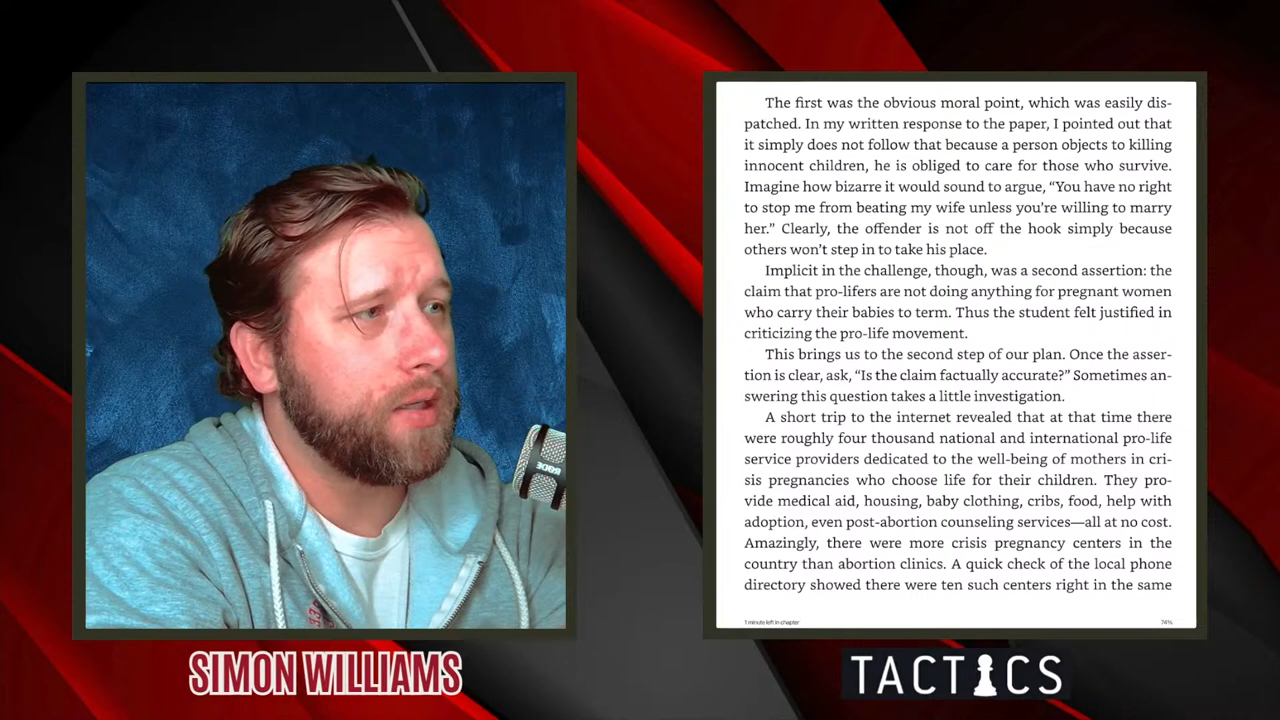 The first was the obvious moral point, which was easily dis-
patched. In my written response to the paper, I pointed out that
it simply does not follow that because a person objects to killing
innocent children, he is obliged to care for those who survive.
Imagine how bizarre it would sound to argue, “You have no right
to stop me from beating my wife unless you’re willing to marry
her.” Clearly, the offender is not off the hook simply because
others won’t step in to take his place.
Implicit in the challenge, though, was a second assertion: the
claim that pro-lifers are not doing anything for pregnant women
who carry their babies to term. Thus the student felt justified in
criticizing the pro-life movement.
This brings us to the second step of our plan. Once the asser-
tion is clear, ask, “Is the claim factually accurate?” Sometimes an-
swering this question takes a little investigation.
A short trip to the internet revealed that at that time there
were roughly four thousand national and international pro-life
service providers dedicated to the well-being of mothers in cri-
sis pregnancies who choose life for their children. They pro-
vide medical aid, housing, baby clothing, cribs, food, help with
adoption, even post-abortion counseling services—all at no cost.
Amazingly, there were more crisis pregnancy centers in the
country than abortion clinics. A quick check of the local phone
directory showed there were ten such centers right in the same
1 minute left in chapter
74%
RØDE
SIMON WILLIAMS
TACTICS